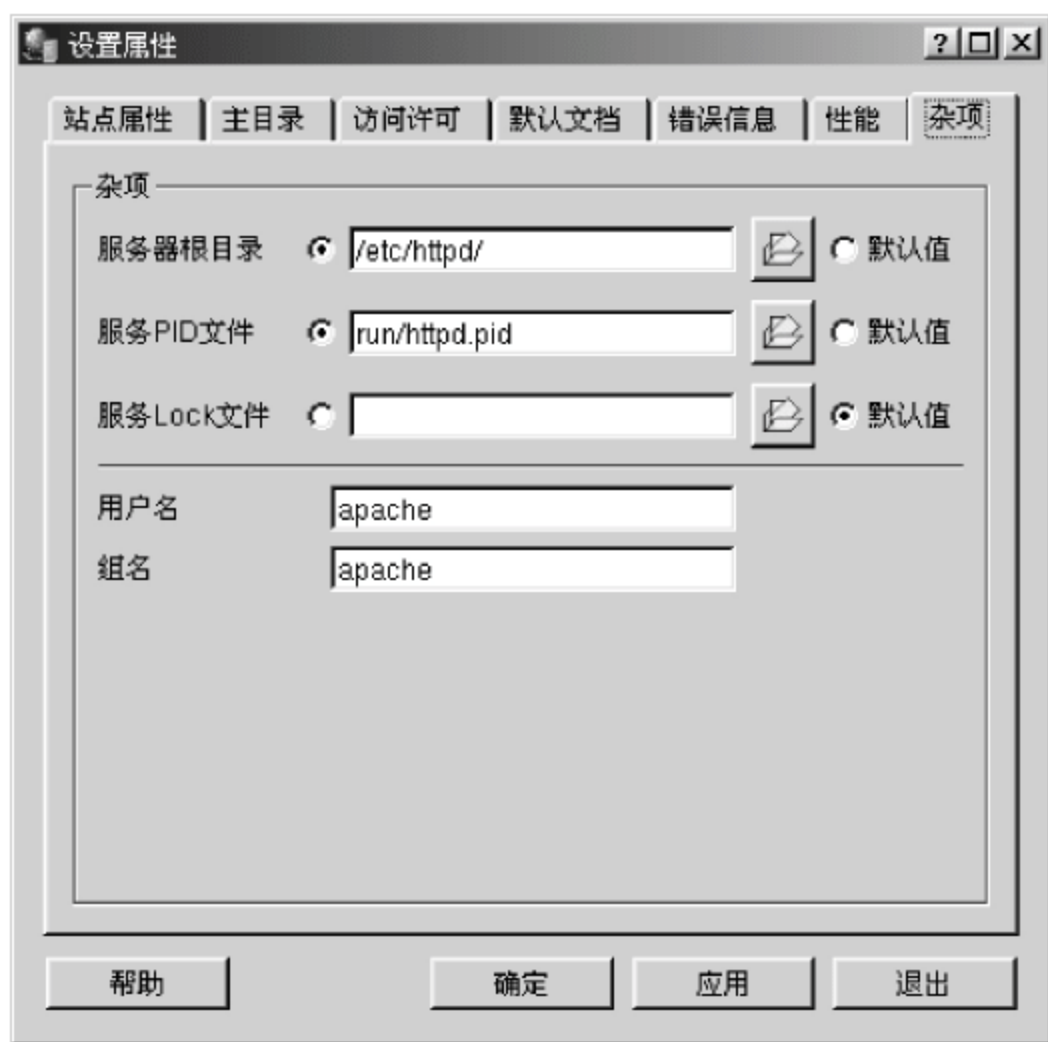 设置属性
站点属性 主目录 访问许可 默认文档 错误信息 性能 杂项
杂项
服务器根目录 /etc/httpd/ 默认值
服务PID文件 run/httpd.pid 默认值
服务Lock文件 默认值
用户名 apache
组名 apache
帮助 确定 应用 退出